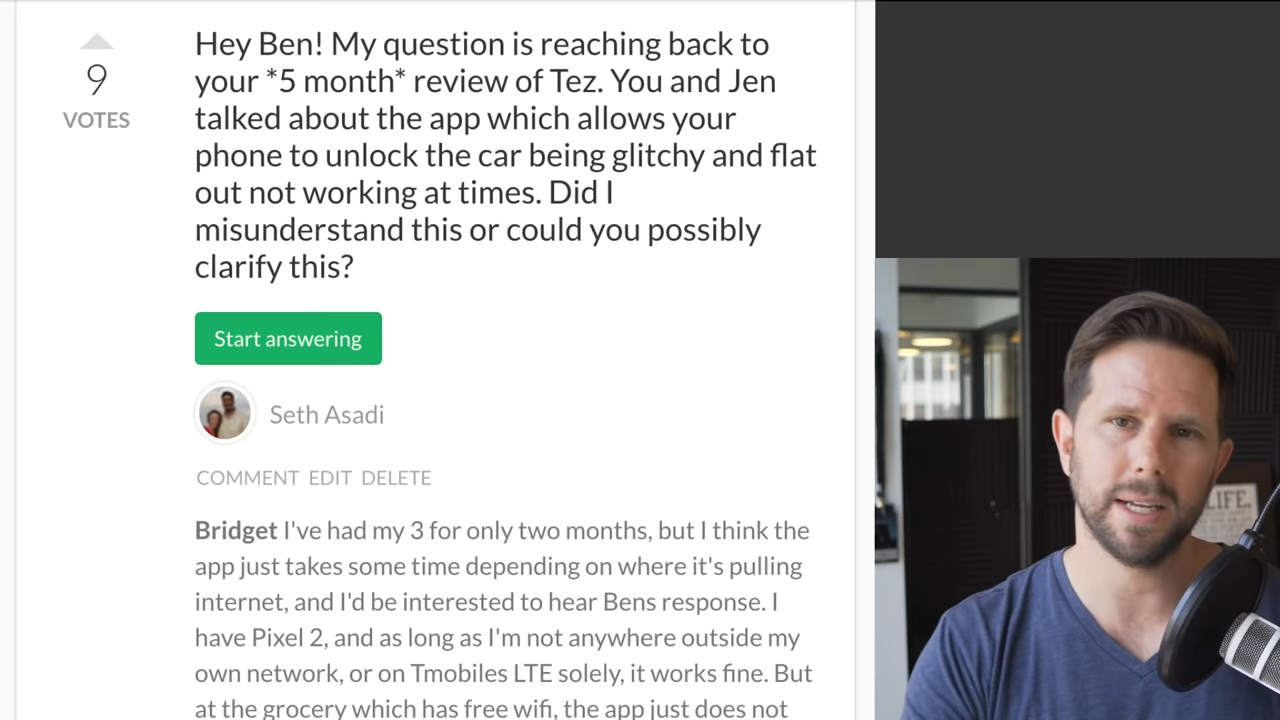 Hey Ben! My question is reaching back to
your *5 month* review of Tez. You and Jen
talked about the app which allows your
phone to unlock the car being glitchy and flat
out not working at times. Did I
misunderstand this or could you possibly
clarify this?
9
VOTES
Start answering
Seth Asadi
COMMENT EDIT DELETE
Bridget I've had my 3 for only two months, but I think the
app just takes some time depending on where it's pulling
internet, and I'd be interested to hear Bens response. I
have Pixel 2, and as long as I'm not anywhere outside my
own network, or on Tmobiles LTE solely, it works fine. But
at the grocery which has free wifi, the app just does not
LIFE.